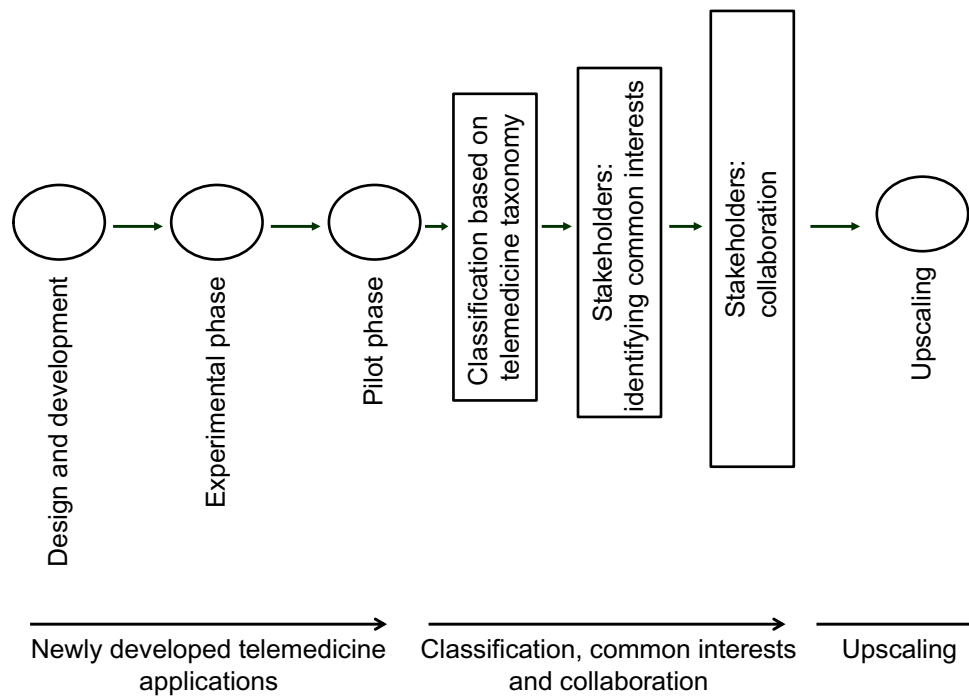 Design and development
Experimental phase
Pilot phase
Classification based on
telemedicine taxonomy
Stakeholders:
identifying common interests
Stakeholders:
collaboration
Upscaling
Newly developed telemedicine
applications
Classification, common interests
and collaboration
Upscaling